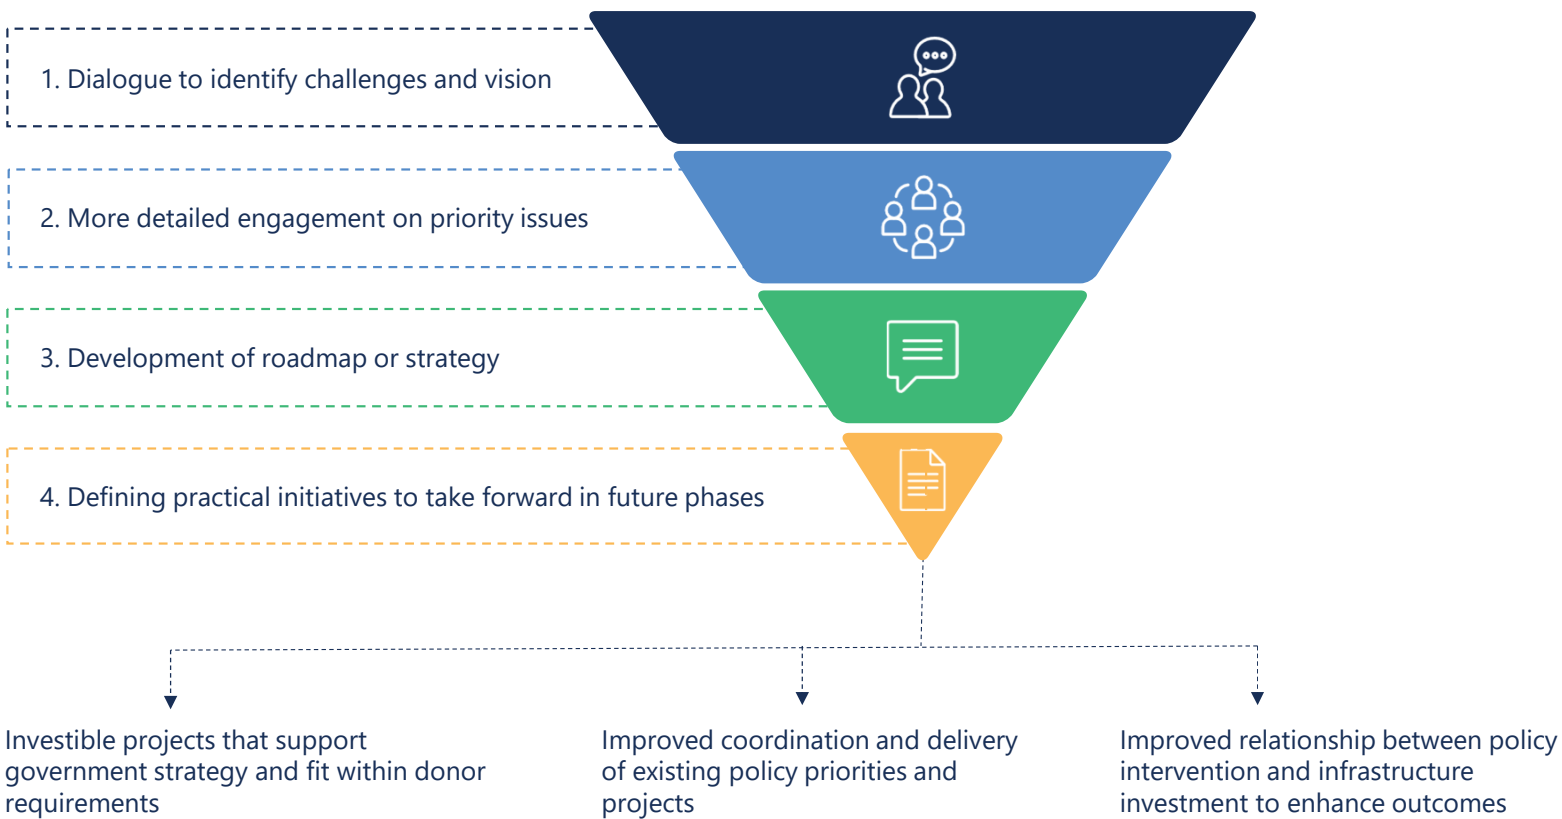 1. Dialogue to identify challenges and vision
2. More detailed engagement on priority issues
3. Development of roadmap or strategy
4. Defining practical initiatives to take forward in future phases
Investible projects that support
government strategy and fit within donor
requirements
Improved coordination and delivery
of existing policy priorities and
projects
Improved relationship between policy
intervention and infrastructure
investment to enhance outcomes